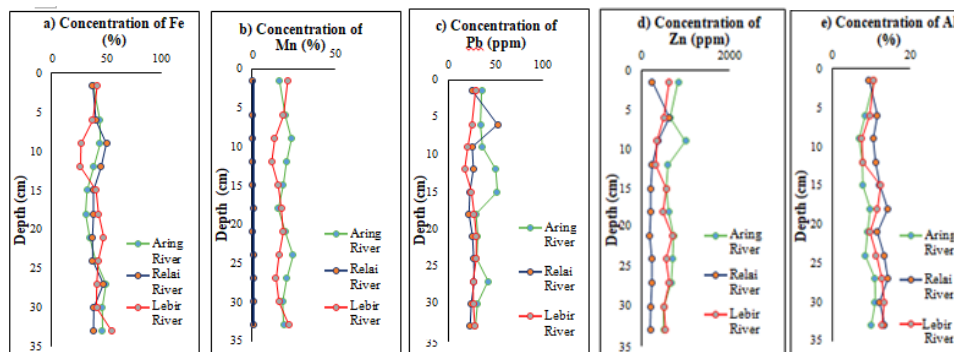 a) Concentration of Fe
(%)
0 50 100
0
5
10
15
20
25
30
35
Depth (cm)
Aring
River
Relai
River
Lebir
River
b) Concentration of
Mn (%)
0 50
0
5
10
15
20
25
30
35
Depth (cm)
Aring
River
Relai
River
Lebir
River
c) Concentration of
Pb (ppm)
0 50 100
0
5
10
15
20
25
30
35
Depth (cm)
Aring
River
Relai
River
Lebir
River
d) Concentration of
Zn (ppm)
0 2000
0
5
10
15
20
25
30
35
Depth (cm)
Aring
River
Relai
River
Lebir
River
e) Concentration of Al
(%)
0 20
0
5
10
15
20
25
30
35
Depth (cm)
Aring
River
Relai
River
Lebir
River